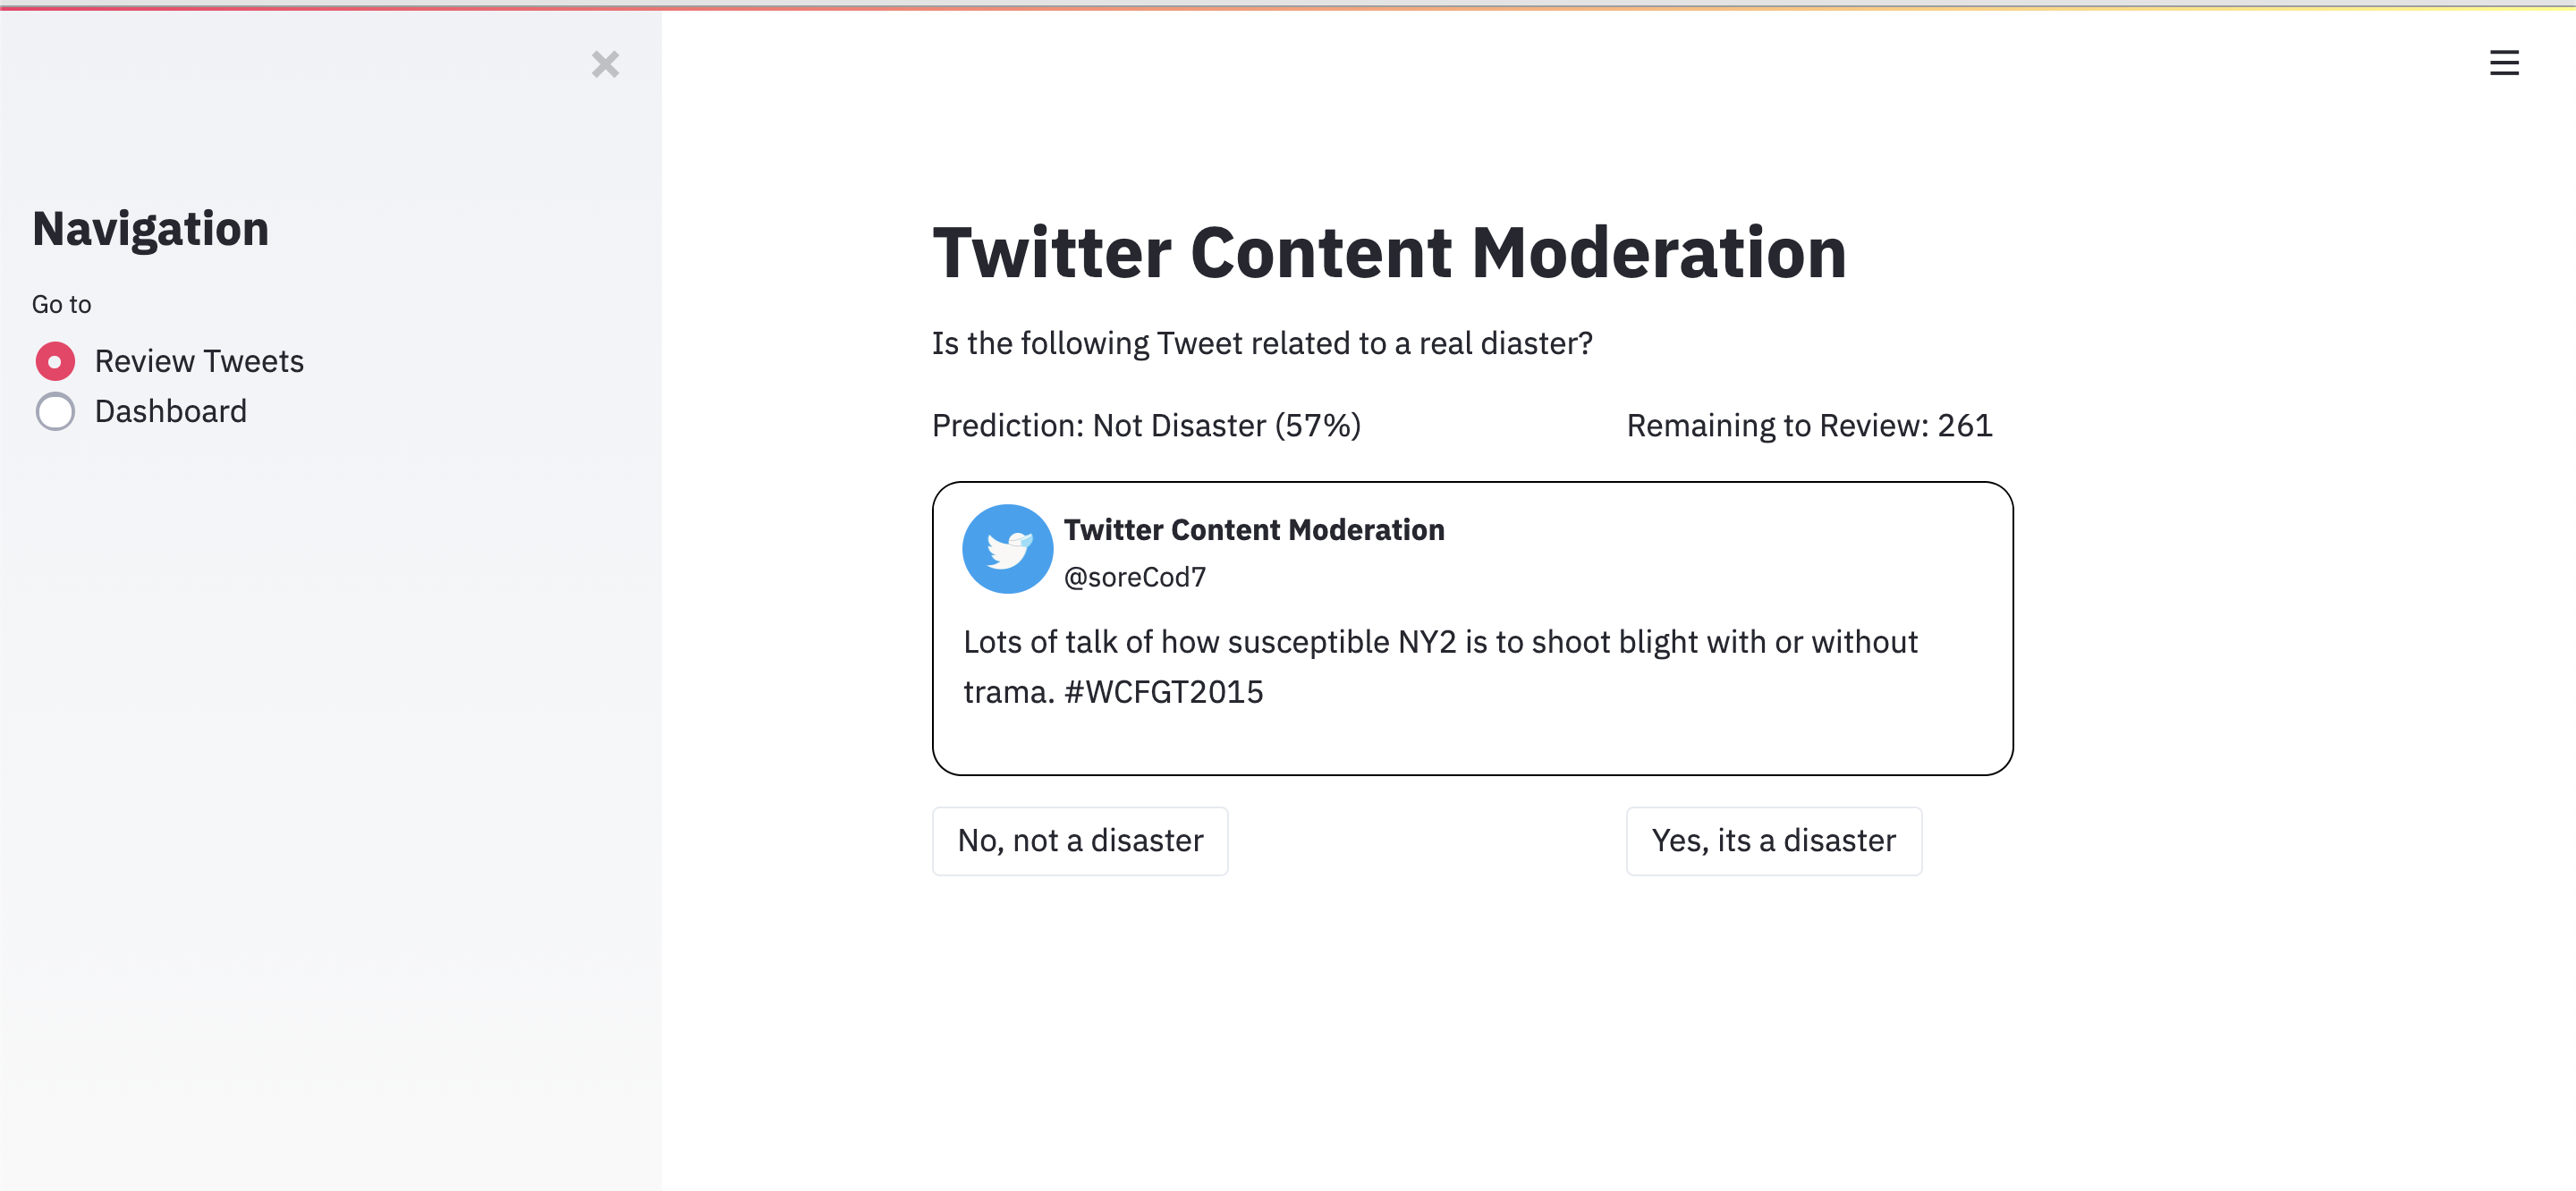 Navigation
Go to
Review Tweets
Dashboard
Twitter Content Moderation
Is the following Tweet related to a real diaster?
Prediction: Not Disaster (57%)
Remaining to Review: 261
Twitter Content Moderation
@soreCod7
Lots of talk of how susceptible NY2 is to shoot blight with or without
trama. #WCFGT2015
No, not a disaster
Yes, its a disaster